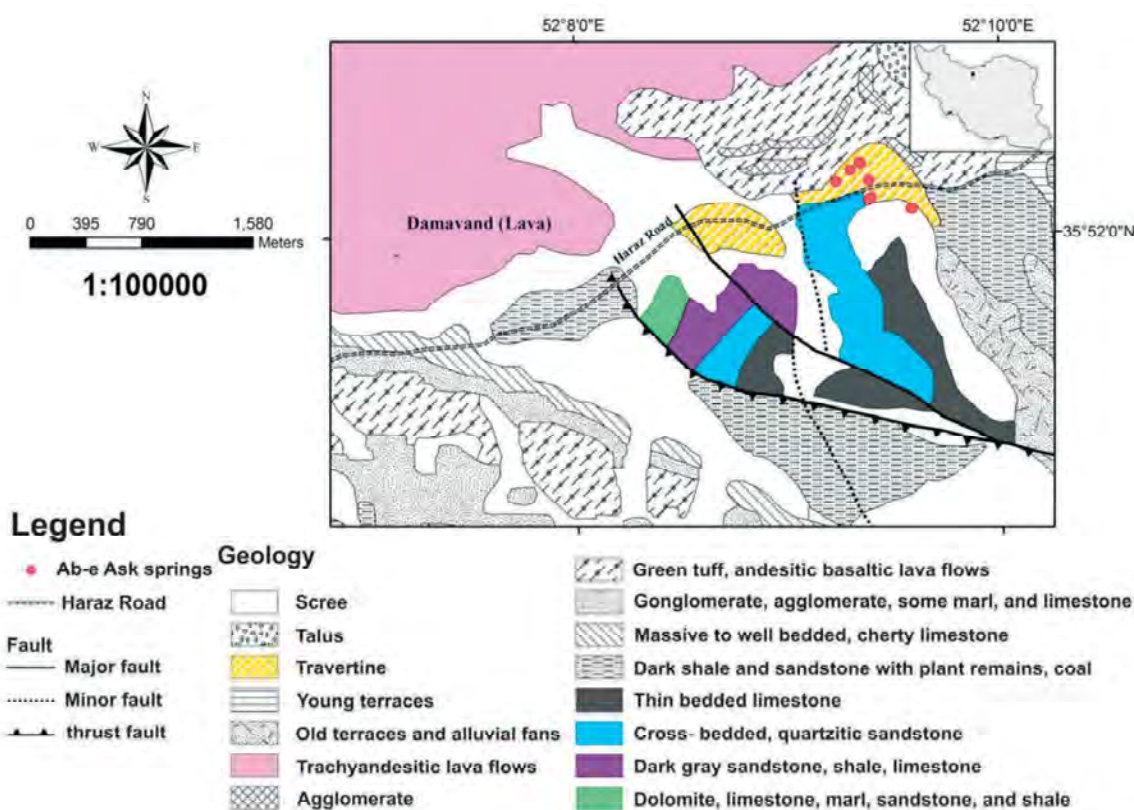 52°8'0"E
52°10'0"E
N
W
E
S
0 395 790 1,580
Meters
1:100000
Damavand (Lava)
Haraz Road
35°52'0"N
Legend
Ab-e Ask springs
Haraz Road
Fault
Major fault
Minor fault
thrust fault
Geology
Scree
Talus
Travertine
Young terraces
Old terraces and alluvial fans
Trachyandesitic lava flows
Agglomerate
Green tuff, andesitic basaltic lava flows
Gonglomerate, agglomerate, some marl, and limestone
Massive to well bedded, cherty limestone
Dark shale and sandstone with plant remains, coal
Thin bedded limestone
Cross- bedded, quartzitic sandstone
Dark gray sandstone, shale, limestone
Dolomite, limestone, marl, sandstone, and shale